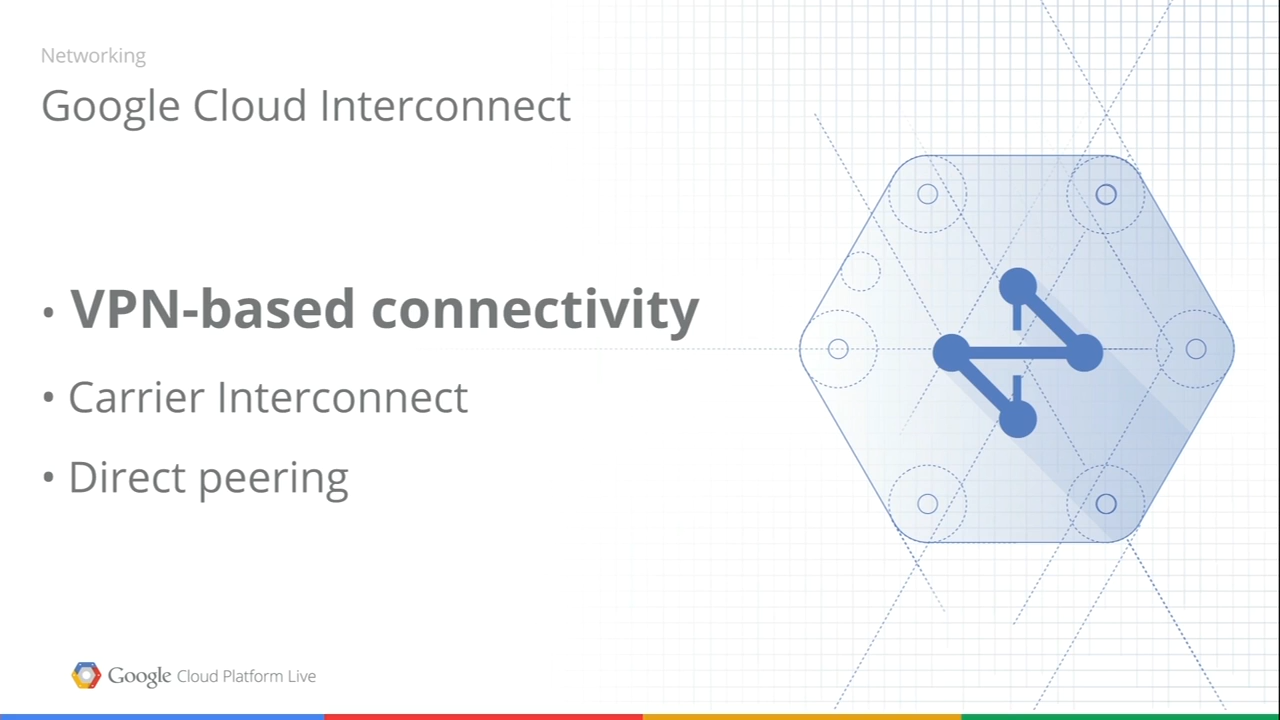 Networking
Google Cloud Interconnect
• VPN-based connectivity
• Carrier Interconnect
• Direct peering
Google Cloud Platform Live